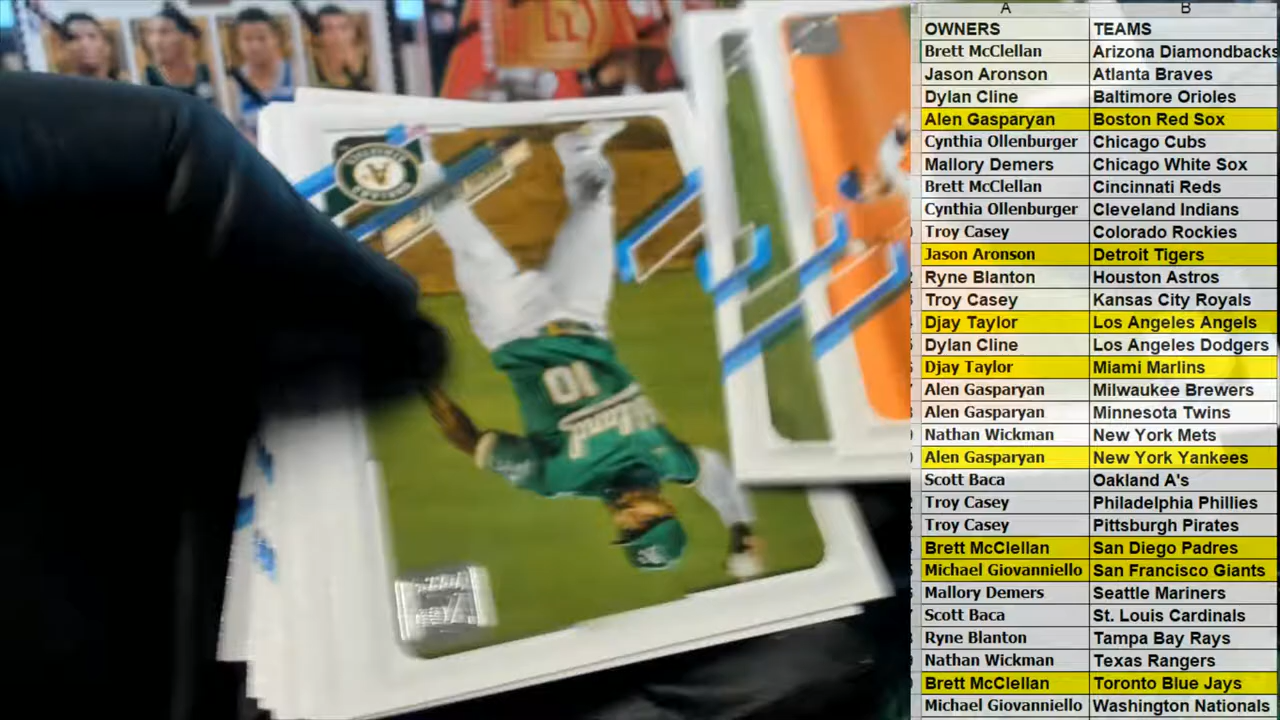 A B
OWNERS TEAMS
Brett McClellan Arizona Diamondbacks
Jason Aronson Atlanta Braves
Dylan Cline Baltimore Orioles
Alen Gasparyan Boston Red Sox
Cynthia Ollenburger Chicago Cubs
Mallory Demers Chicago White Sox
Brett McClellan Cincinnati Reds
Cynthia Ollenburger Cleveland Indians
Troy Casey Colorado Rockies
Jason Aronson Detroit Tigers
Ryne Blanton Houston Astros
Troy Casey Kansas City Royals
Djay Taylor Los Angeles Angels
Dylan Cline Los Angeles Dodgers
Djay Taylor Miami Marlins
Alen Gasparyan Milwaukee Brewers
Alen Gasparyan Minnesota Twins
Nathan Wickman New York Mets
Alen Gasparyan New York Yankees
Scott Baca Oakland A's
Troy Casey Philadelphia Phillies
Troy Casey Pittsburgh Pirates
Brett McClellan San Diego Padres
Michael Giovanniello San Francisco Giants
Mallory Demers Seattle Mariners
Scott Baca St. Louis Cardinals
Ryne Blanton Tampa Bay Rays
Nathan Wickman Texas Rangers
Brett McClellan Toronto Blue Jays
Michael Giovanniello Washington Nationals
10